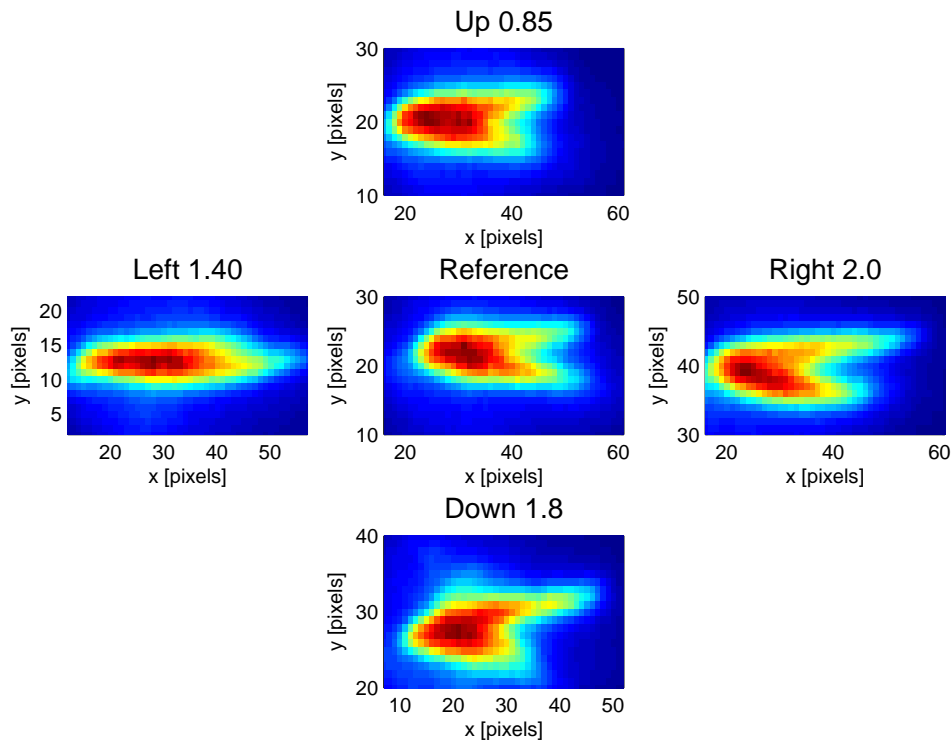 Up 0.85
30
20
10
y [pixels]
20 40 60
x [pixels]
Left 1.40
20
15
10
5
y [pixels]
20 30 40 50
x [pixels]
Reference
30
20
10
y [pixels]
20 40 60
x [pixels]
Right 2.0
50
40
30
y [pixels]
20 40 60
x [pixels]
Down 1.8
40
30
20
y [pixels]
10 20 30 40 50
x [pixels]